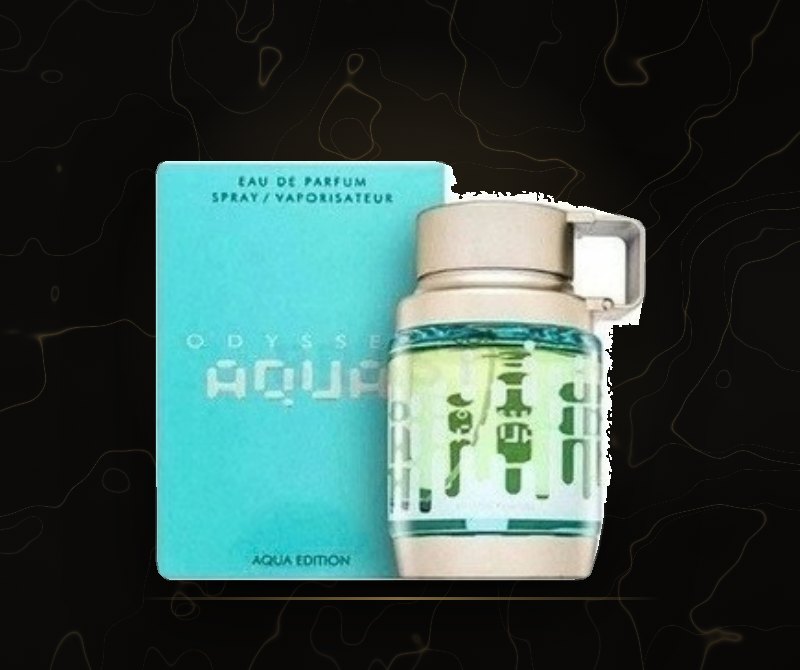 EAU DE PARFUM
SPRAY / VAPORISATEUR
ODYSSE
AQUA
AQUA EDITION